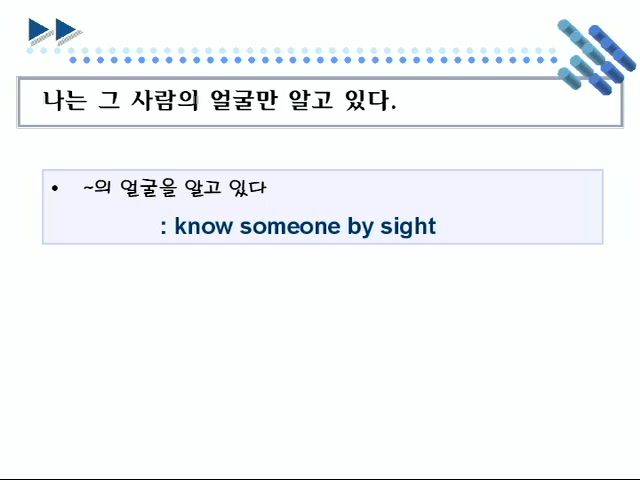 나는 그 사람의 얼굴만 알고 있다.
• ~의 얼굴을 알고 있다
: know someone by sight